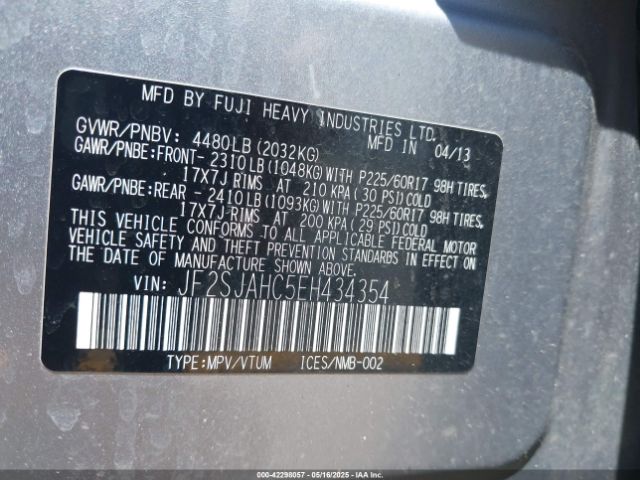 MFD BY FUJI HEAVY INDUSTRIES LTD.
GVWR/PNBV: 4480LB (2032KG) MFD IN 04/13
GAWR/PNBE:FRONT- 2310LB(1048KG)WITH P225/60R17 98H TIRES,
17X7J RIMS AT 210 KPA (30 PSI)COLD
GAWR/PNBE:REAR - 2410LB(1093KG)WITH P225/60R17 98H TIRES,
17X7J RIMS AT 200 KPA (29 PSI)COLD
THIS VEHICLE CONFORMS TO ALL APPLICABLE FEDERAL MOTOR
VEHICLE SAFETY AND THEFT PREVENTION STANDARDS IN EFFECT ON
THE DATE OF MANUFACTURE SHOWN ABOVE.
VIN: JF2SJAHC5EH434354
TYPE:MPV/VTUM ICES/NMB-002
000-42298057 - 05/16/2025 - IAAI.COM